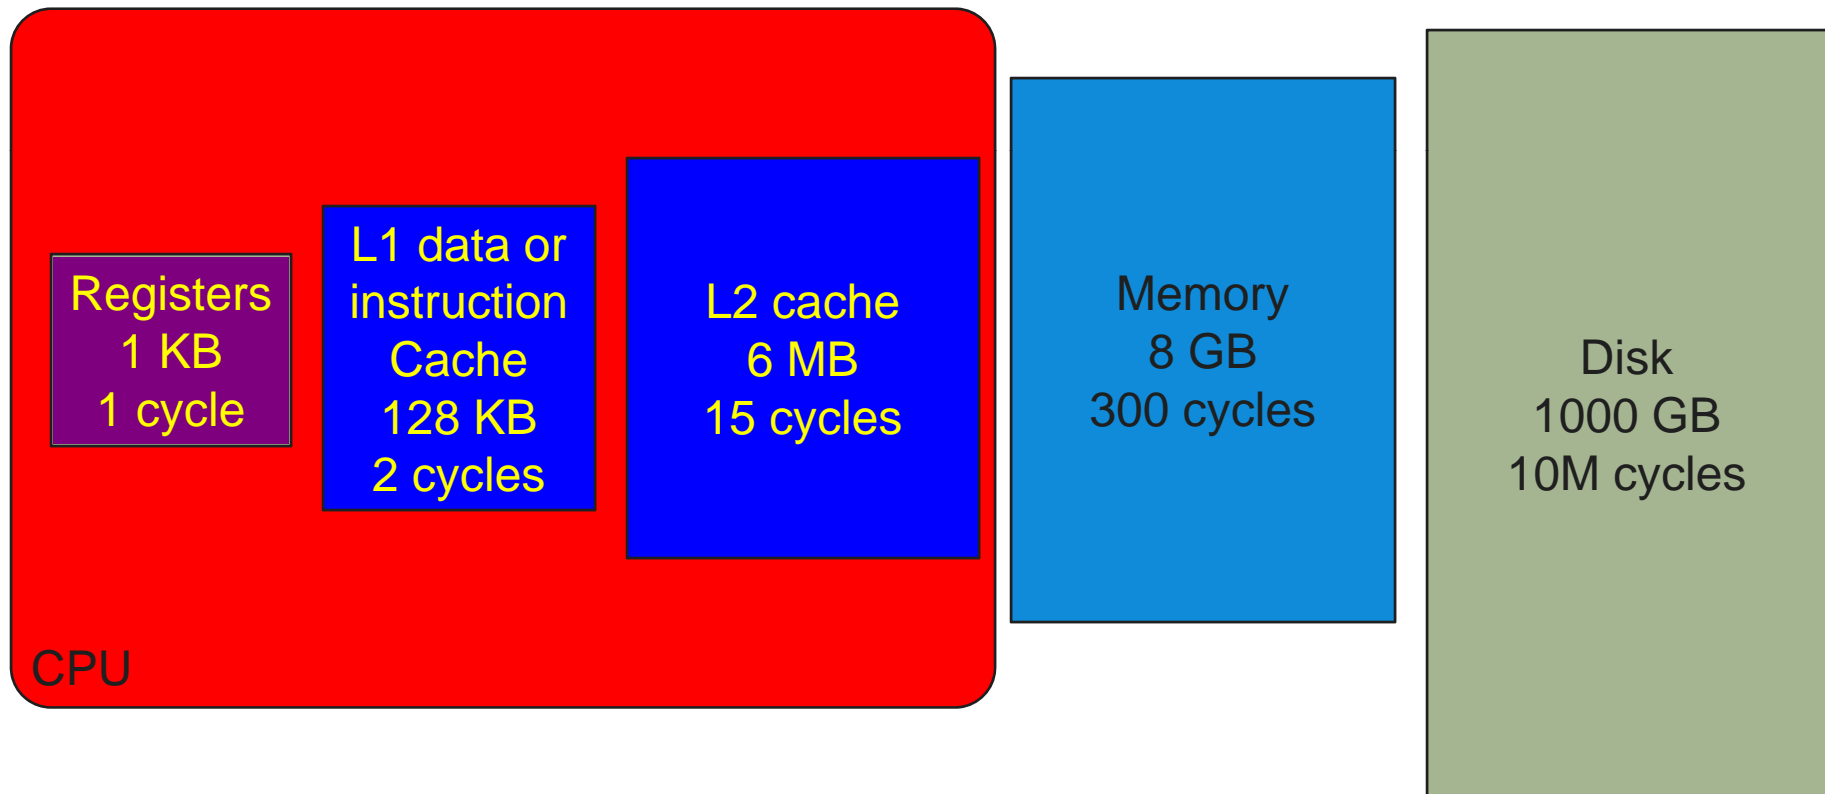 Registers
1 KB
1 cycle
L1 data or
instruction
Cache
128 KB
2 cycles
L2 cache
6 MB
15 cycles
Memory
8 GB
300 cycles
Disk
1000 GB
10M cycles
CPU